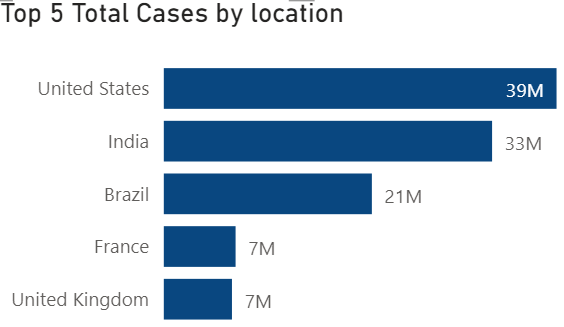 Top 5 Total Cases by location
United States 39M
India 33M
Brazil 21M
France 7M
United Kingdom 7M